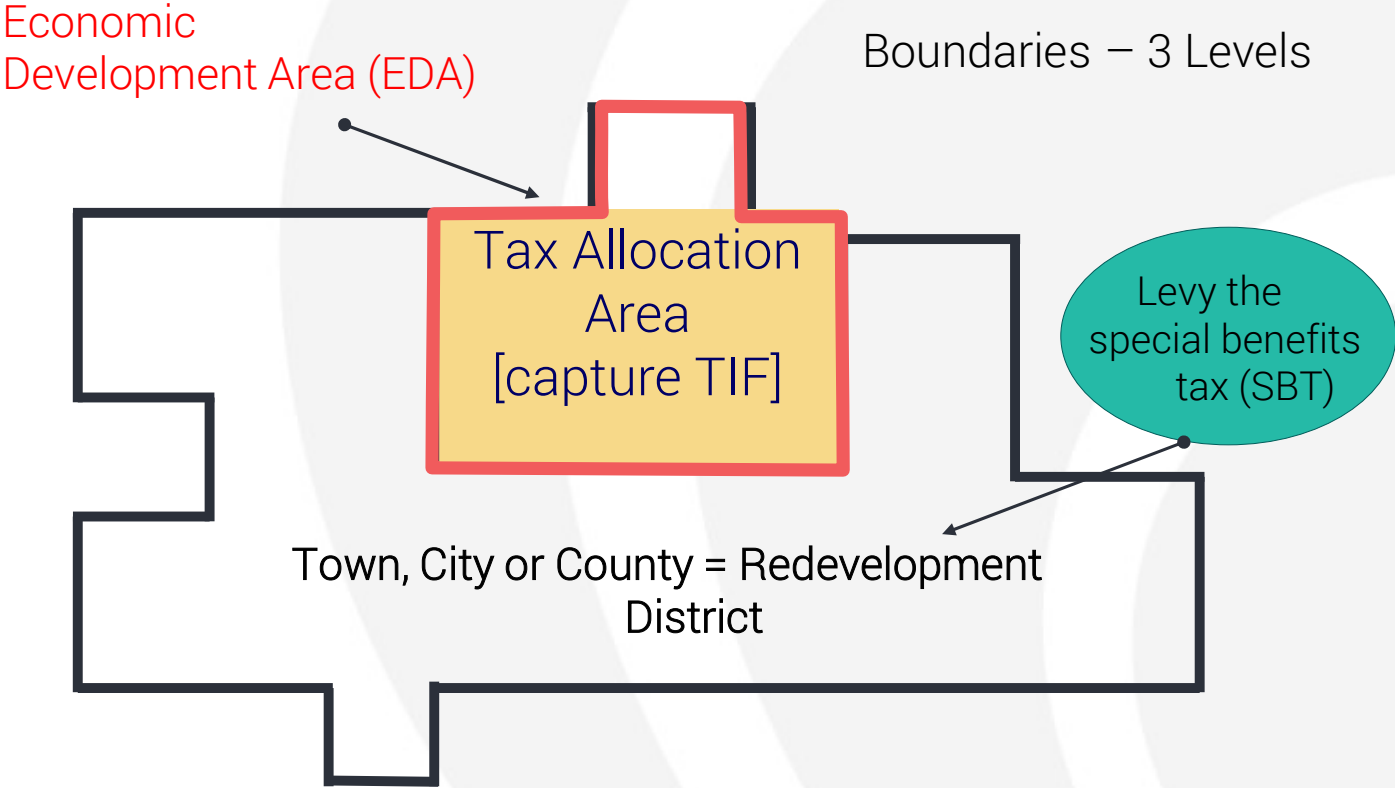 Economic
Development Area (EDA)
Boundaries – 3 Levels
Tax Allocation
Area
[capture TIF]
Levy the
special benefits
tax (SBT)
Town, City or County = Redevelopment
District